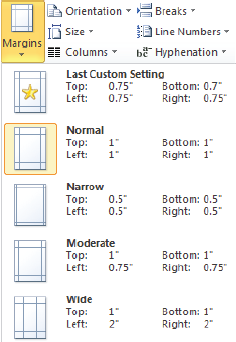 Margins
Orientation
Breaks
Size
Line Numbers
Columns
bc Hyphenation
a-
Last Custom Setting
Top: 0.75" Bottom: 0.7"
Left: 0.75" Right: 0.75"
Normal
Top: 1" Bottom: 1"
Left: 1" Right: 1"
Narrow
Top: 0.5" Bottom: 0.5"
Left: 0.5" Right: 0.5"
Moderate
Top: 1" Bottom: 1"
Left: 0.75" Right: 0.75"
Wide
Top: 1" Bottom: 1"
Left: 2" Right: 2"